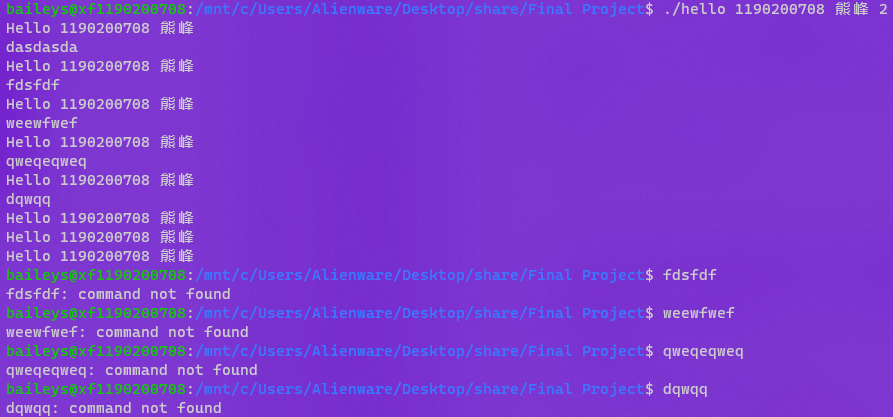 baileys@xf1190200708:/mnt/c/Users/Alienware/Desktop/share/Final Project$ ./hello 1190200708 熊峰 2
Hello 1190200708 熊峰
dasdasda
Hello 1190200708 熊峰
fdsfdf
Hello 1190200708 熊峰
weewfwef
Hello 1190200708 熊峰
qweqeqweq
Hello 1190200708 熊峰
dqwqq
Hello 1190200708 熊峰
Hello 1190200708 熊峰
Hello 1190200708 熊峰
baileys@xf1190200708:/mnt/c/Users/Alienware/Desktop/share/Final Project$ fdsfdf
fdsfdf: command not found
baileys@xf1190200708:/mnt/c/Users/Alienware/Desktop/share/Final Project$ weewfwef
weewfwef: command not found
baileys@xf1190200708:/mnt/c/Users/Alienware/Desktop/share/Final Project$ qweqeqweq
qweqeqweq: command not found
baileys@xf1190200708:/mnt/c/Users/Alienware/Desktop/share/Final Project$ dqwqq
dqwqq: command not found